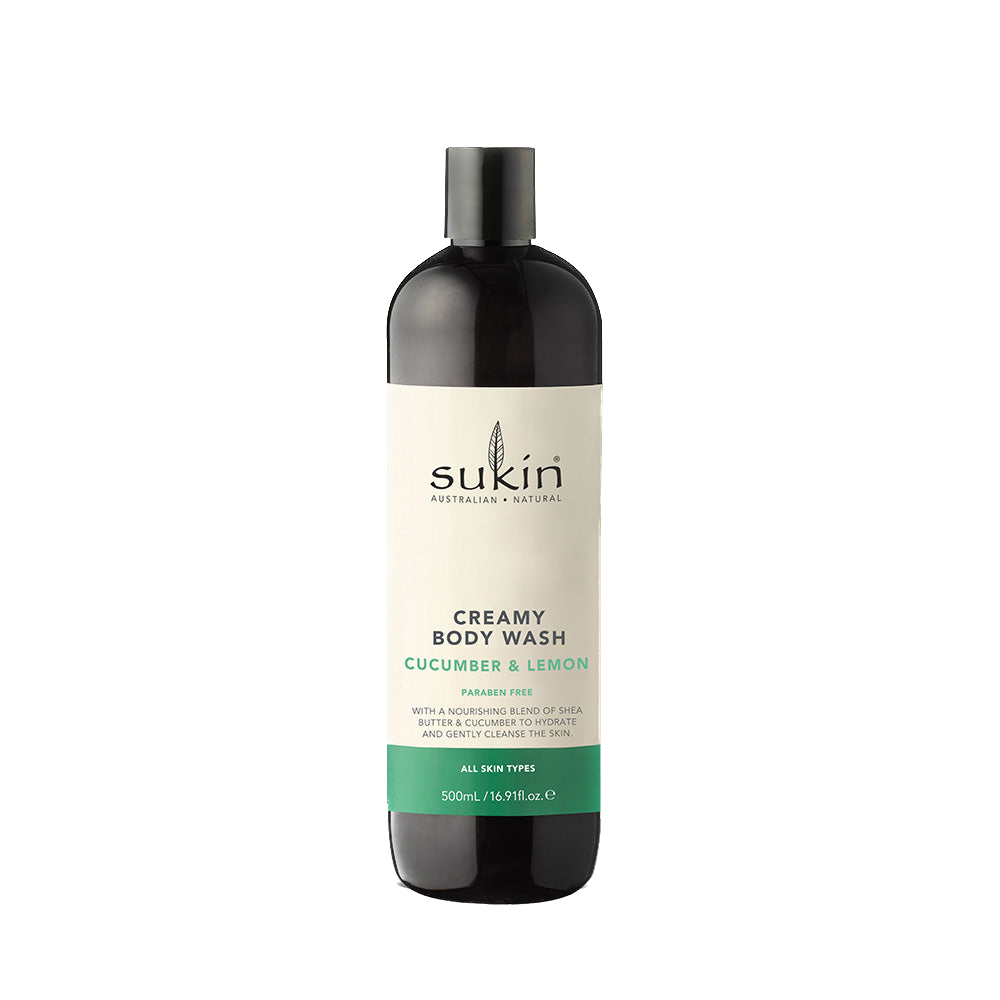 sukin®
AUSTRALIAN • NATURAL
CREAMY
BODY WASH
CUCUMBER & LEMON
PARABEN FREE
WITH A NOURISHING BLEND OF SHEA
BUTTER & CUCUMBER TO HYDRATE
AND GENTLY CLEANSE THE SKIN.
ALL SKIN TYPES
500mL / 16.91fl.oz. ℮